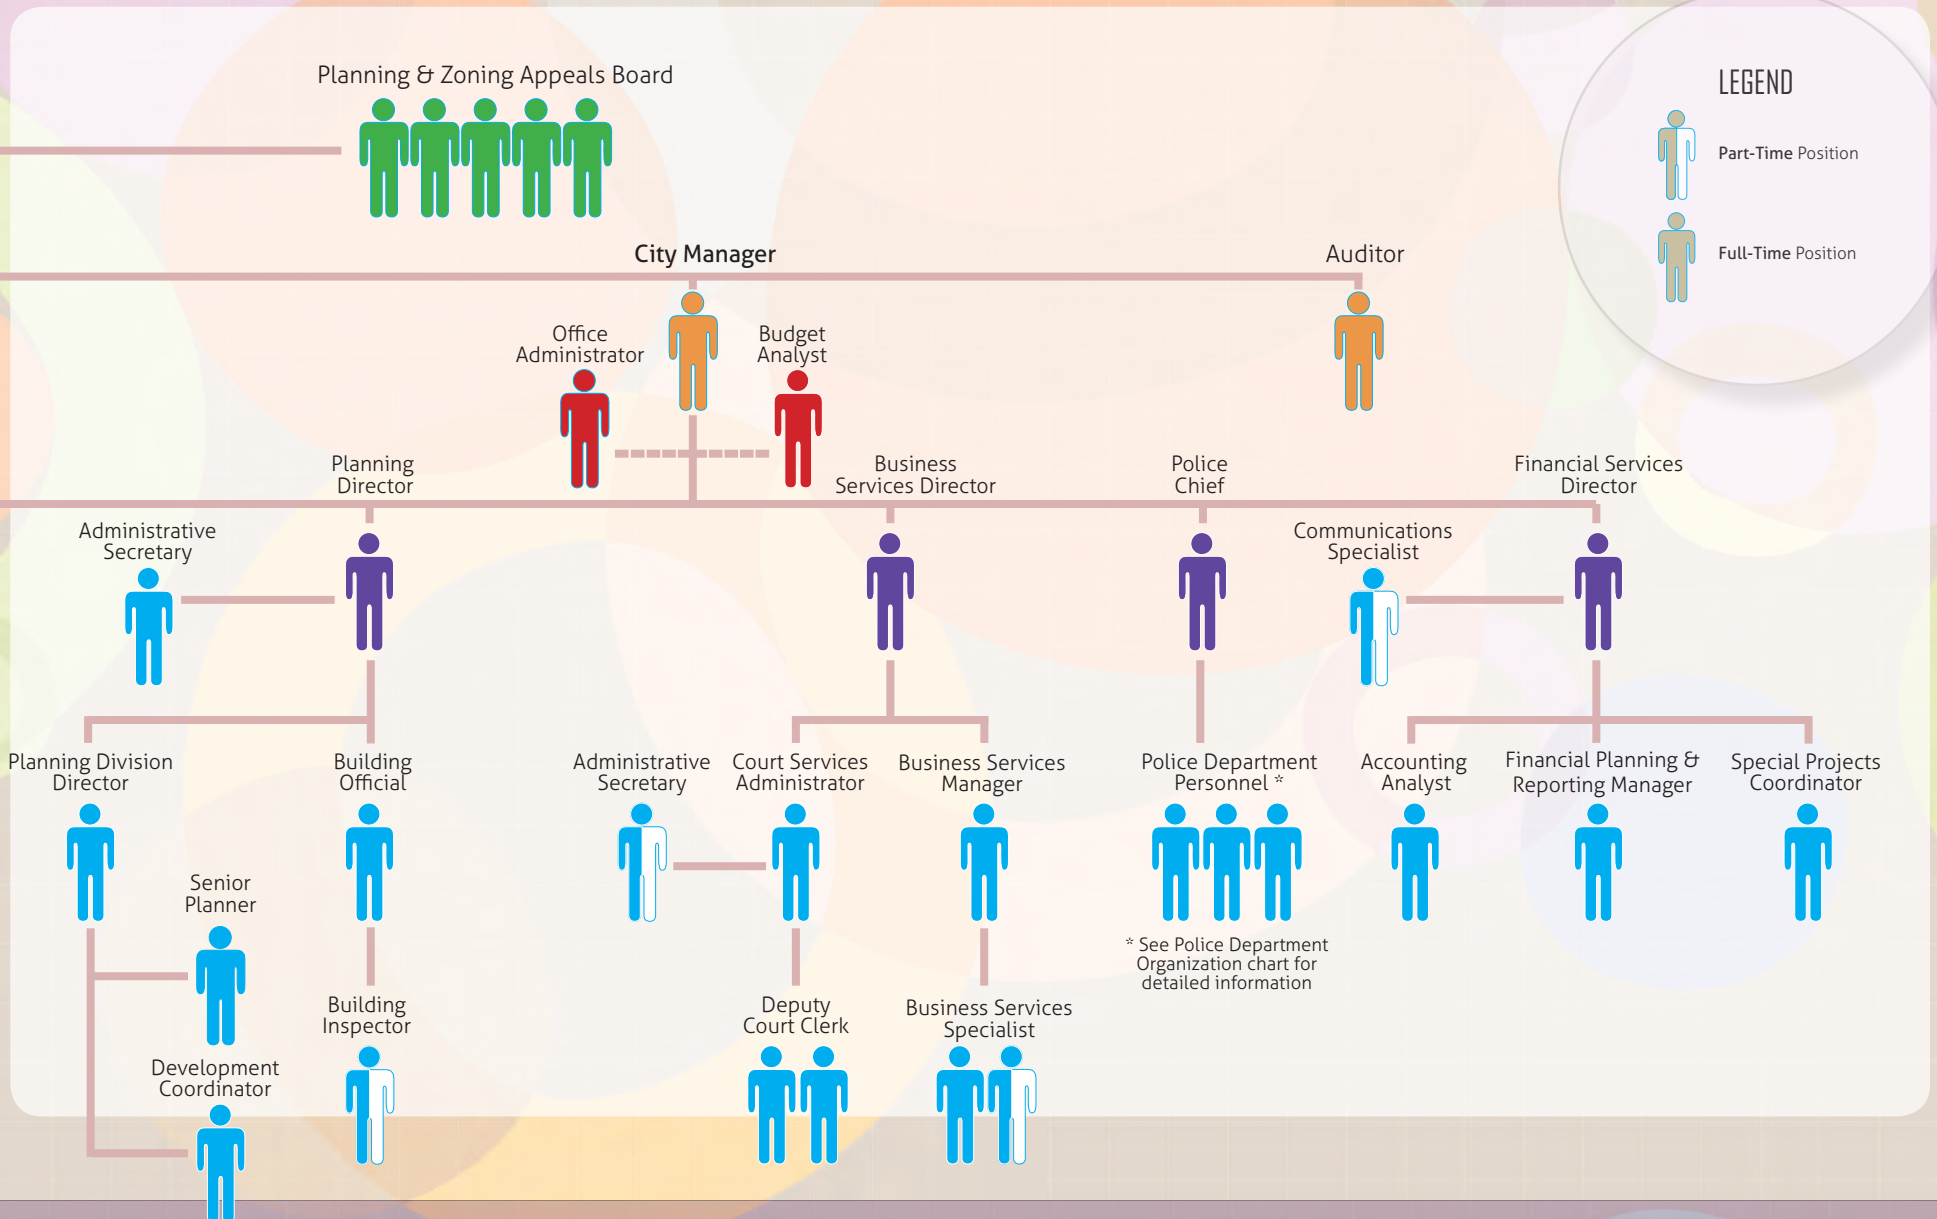 Planning & Zoning Appeals Board
LEGEND
Part-Time Position
Full-Time Position
City Manager
Auditor
Office
Administrator
Budget
Analyst
Planning
Director
Business
Services Director
Police
Chief
Financial Services
Director
Administrative
Secretary
Communications
Specialist
Planning Division
Director
Building
Official
Administrative
Secretary
Court Services
Administrator
Business Services
Manager
Police Department
Personnel *
Accounting
Analyst
Financial Planning &
Reporting Manager
Special Projects
Coordinator
Senior
Planner
* See Police Department
Organization chart for
detailed information
Building
Inspector
Deputy
Court Clerk
Business Services
Specialist
Development
Coordinator